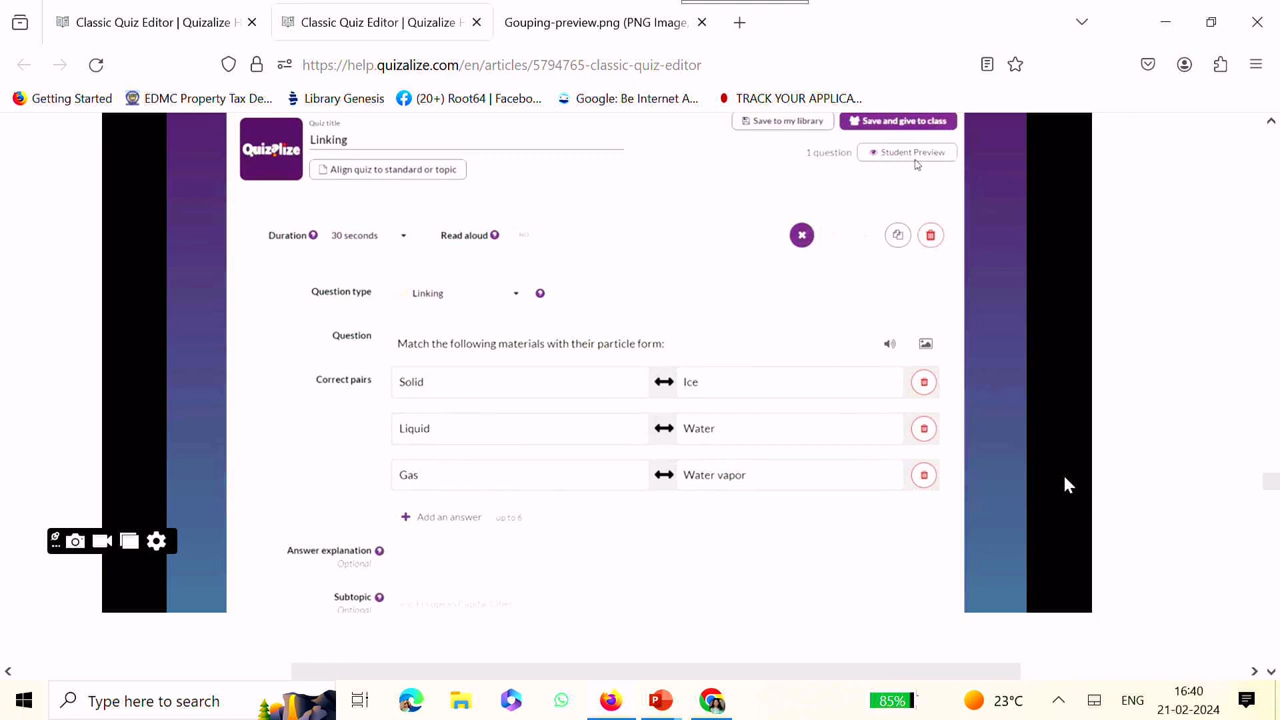 Classic Quiz Editor | Quizalize H
Classic Quiz Editor | Quizalize H
Gouping-preview.png (PNG Image,
https://help.quizalize.com/en/articles/5794765-classic-quiz-editor
Getting Started
EDMC Property Tax De...
Library Genesis
(20+) Root64 | Facebo...
Google: Be Internet A...
TRACK YOUR APPLICA...
Quizalize
Quiz title
Linking
Save to my library
Save and give to class
1 question
Student Preview
Align quiz to standard or topic
Duration
30 seconds
Read aloud
NO
Question type
Linking
Question
Match the following materials with their particle form:
Correct pairs
Solid
Ice
Liquid
Water
Gas
Water vapor
Add an answer
up to 6
Answer explanation
Optional
Subtopic
Optional
Type here to search
85%
23°C
ENG
16:40
21-02-2024